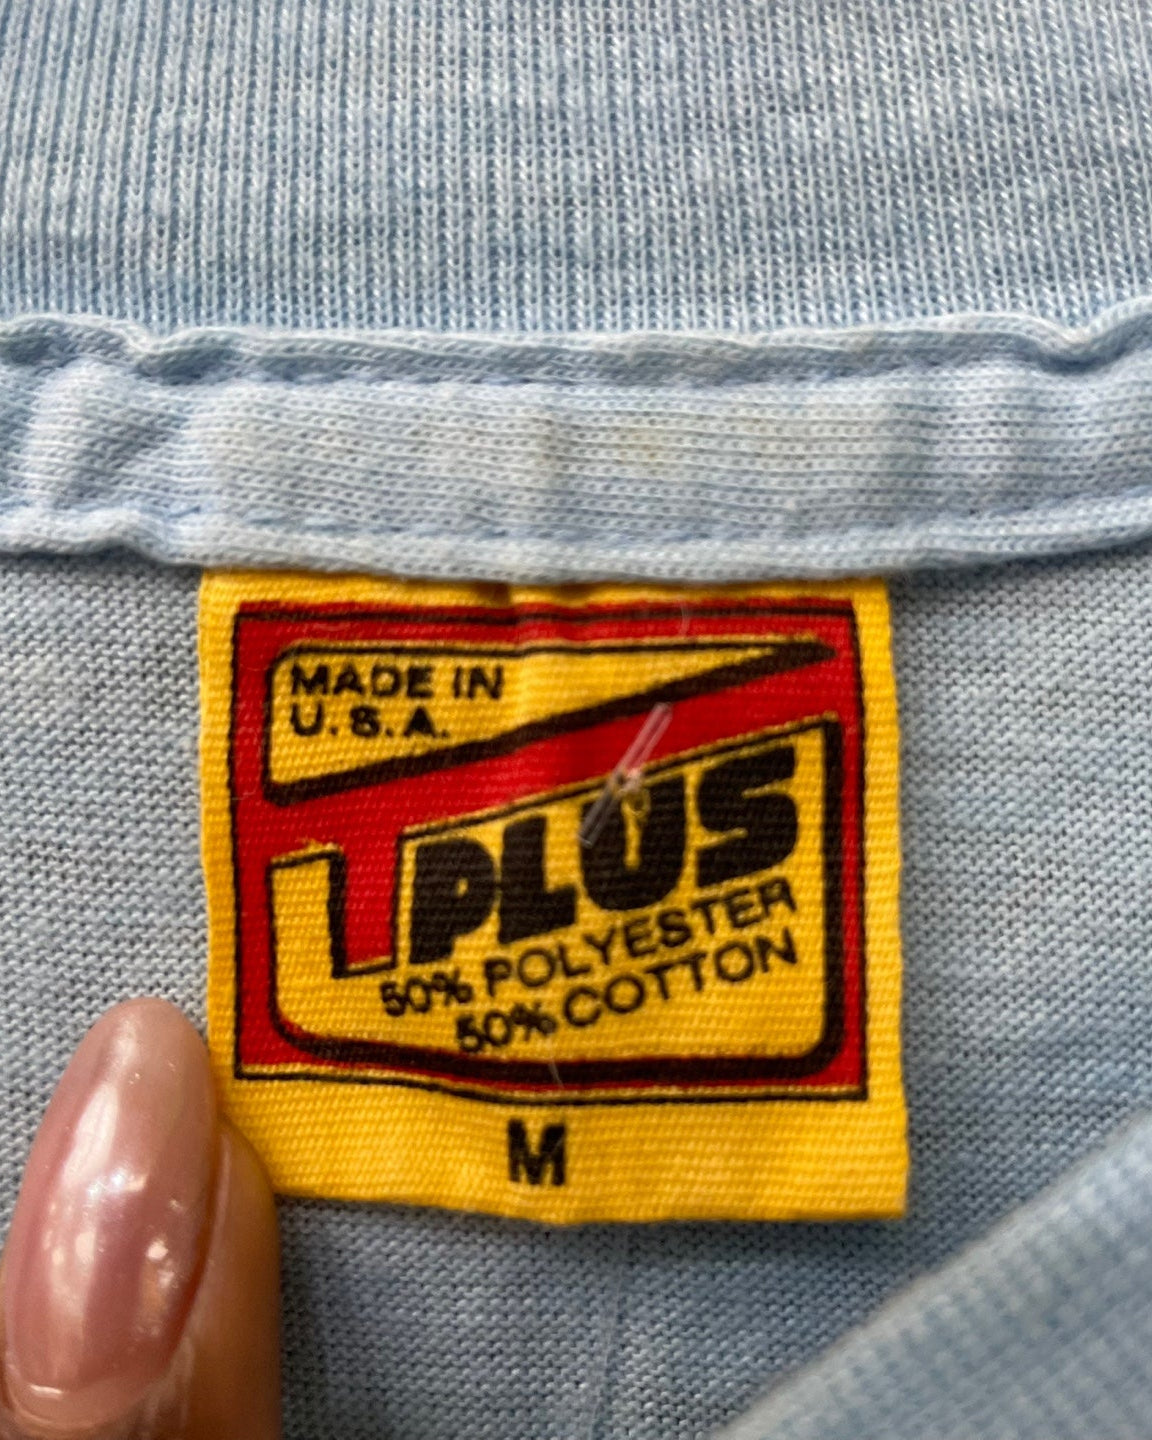 MADE IN
U.S.A.
T PLUS
50% POLYESTER
50% COTTON
M